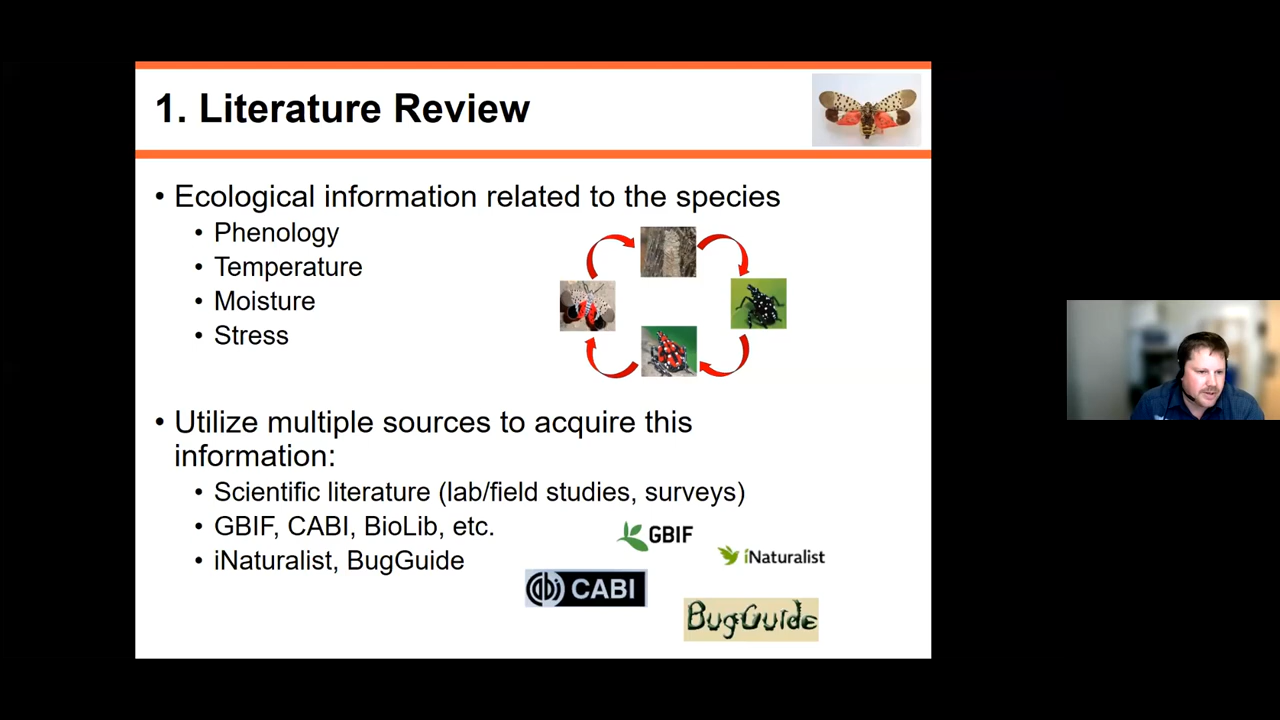 1. Literature Review
• Ecological information related to the species
• Phenology
• Temperature
• Moisture
• Stress
• Utilize multiple sources to acquire this
information:
• Scientific literature (lab/field studies, surveys)
• GBIF, CABI, BioLib, etc.
• iNaturalist, BugGuide
GBIF
iNaturalist
cabi CABI
BugGuide